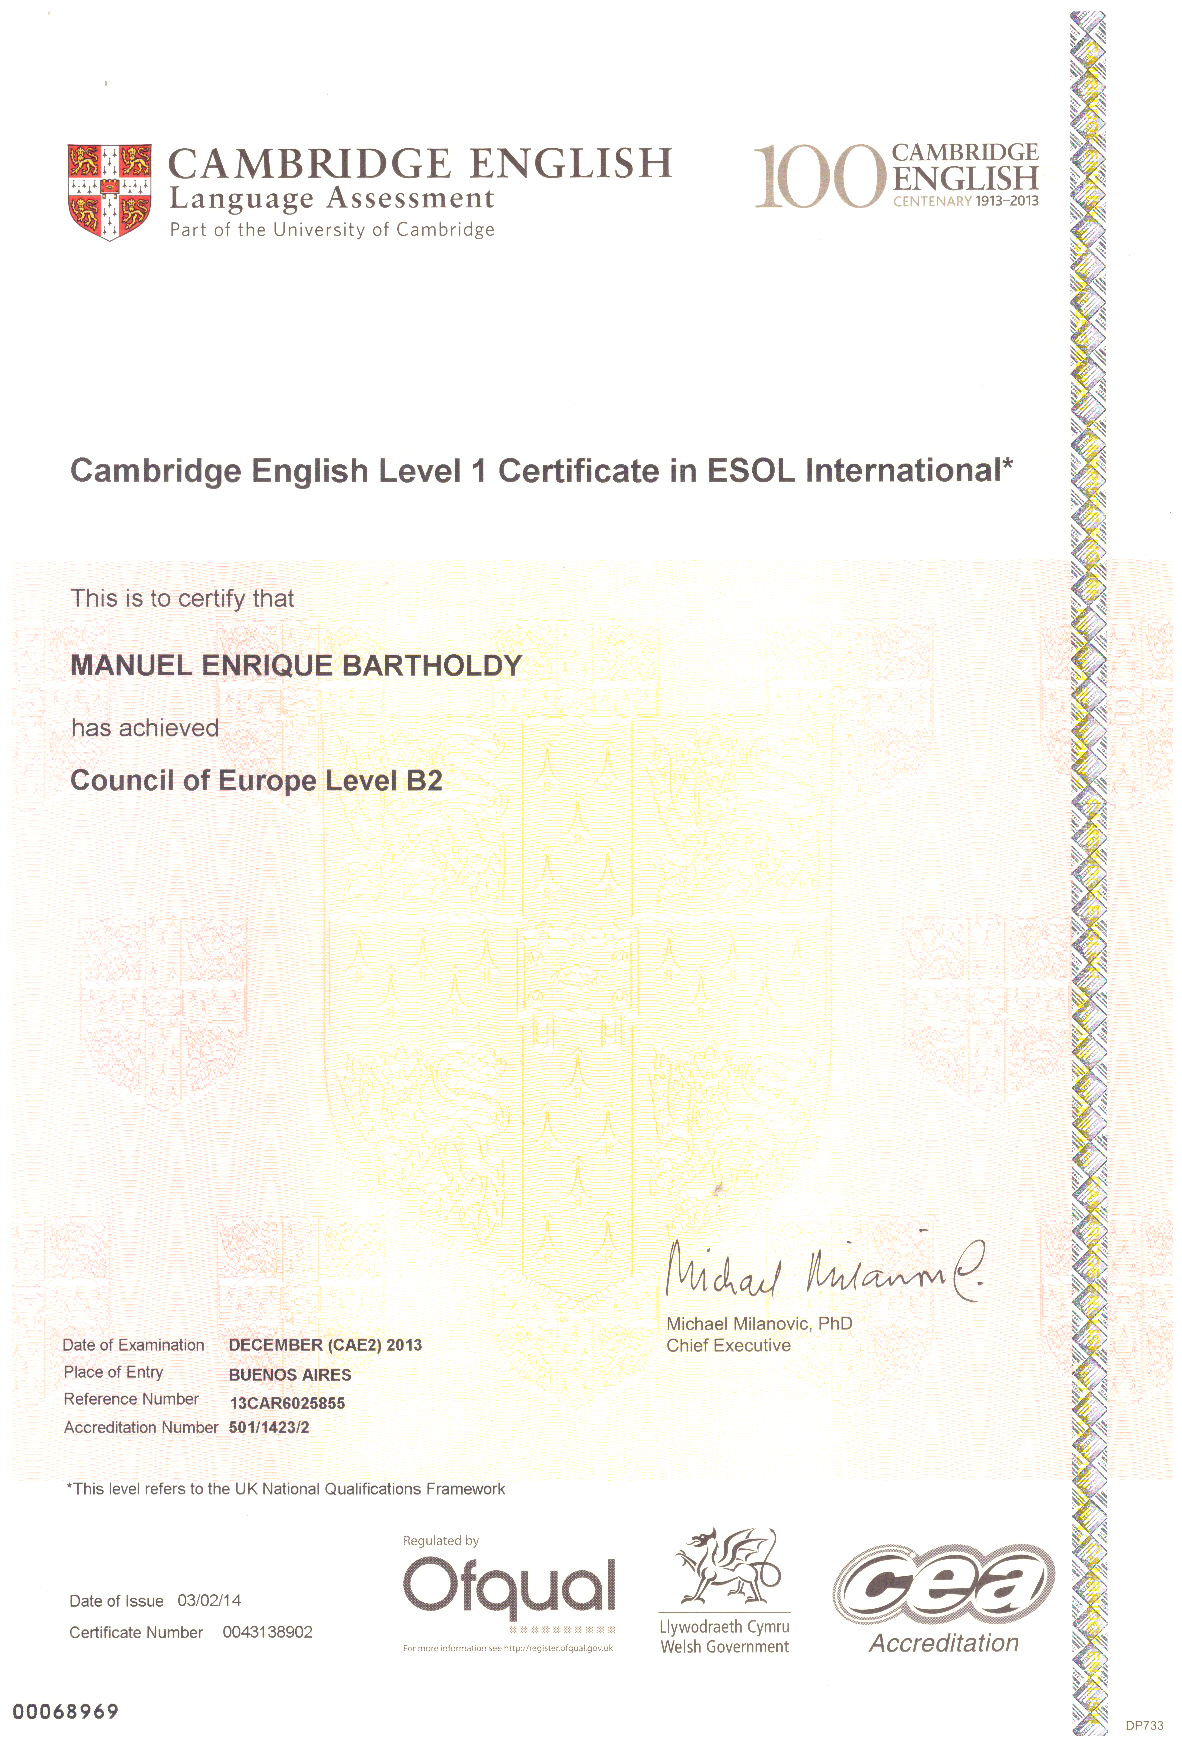 CAMBRIDGE ENGLISH
Language Assessment
Part of the University of Cambridge
100 CAMBRIDGE
ENGLISH
CENTENARY 1913–2013
Cambridge English Level 1 Certificate in ESOL International*
This is to certify that
MANUEL ENRIQUE BARTHOLDY
has achieved
Council of Europe Level B2
Michael Milanovic
Michael Milanovic, PhD
Chief Executive
Date of Examination DECEMBER (CAE2) 2013
Place of Entry BUENOS AIRES
Reference Number 13CAR6025855
Accreditation Number 501/1423/2
*This level refers to the UK National Qualifications Framework
Date of Issue 03/02/14
Certificate Number 0043138902
Regulated by
Ofqual
For more information see http://register.ofqual.gov.uk
Llywodraeth Cymru
Welsh Government
cea
Accreditation
00068969
DP733